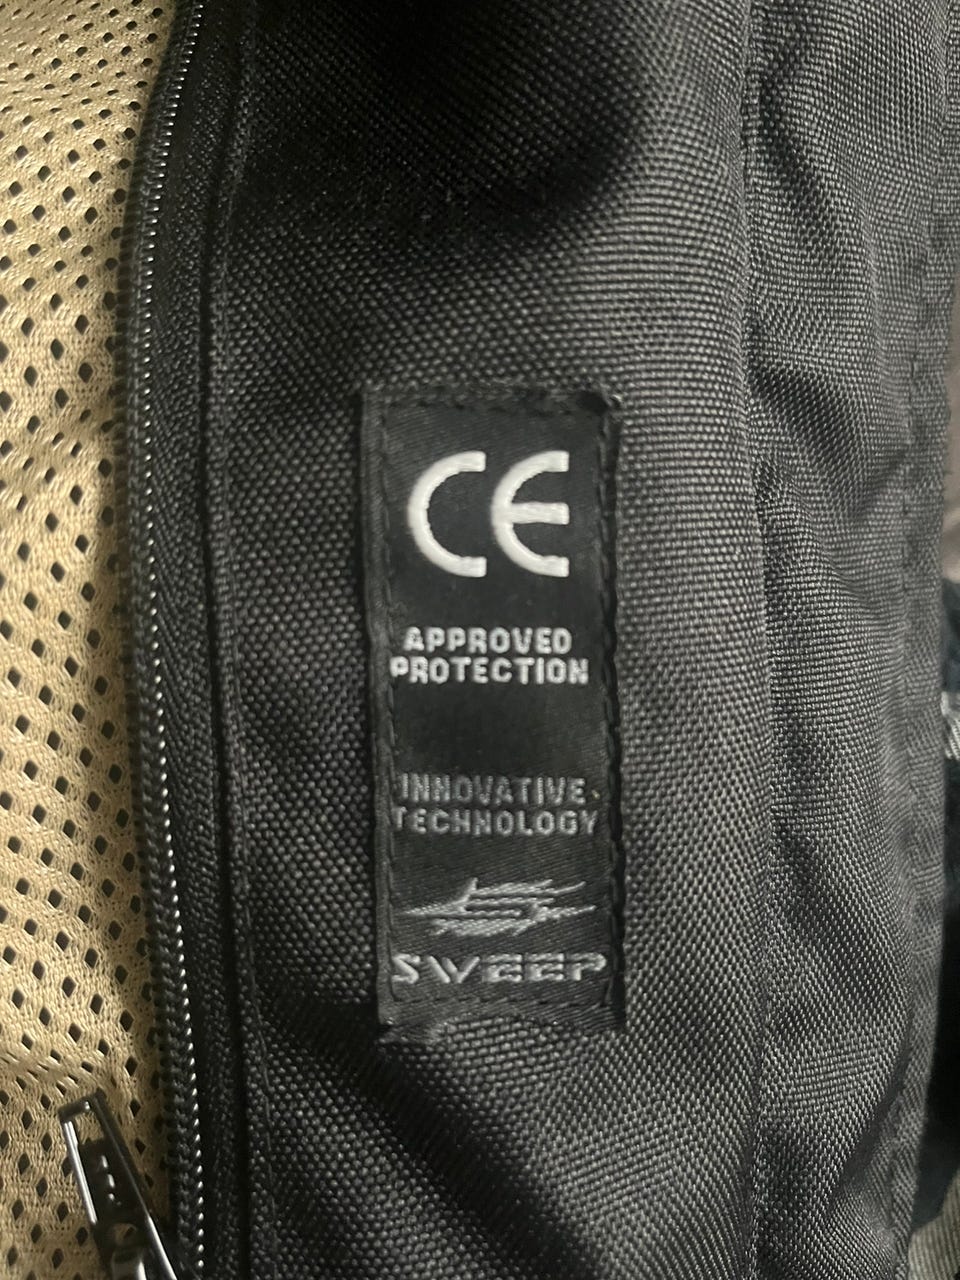 CE
APPROVED
PROTECTION
INNOVATIVE
TECHNOLOGY
SWEEP